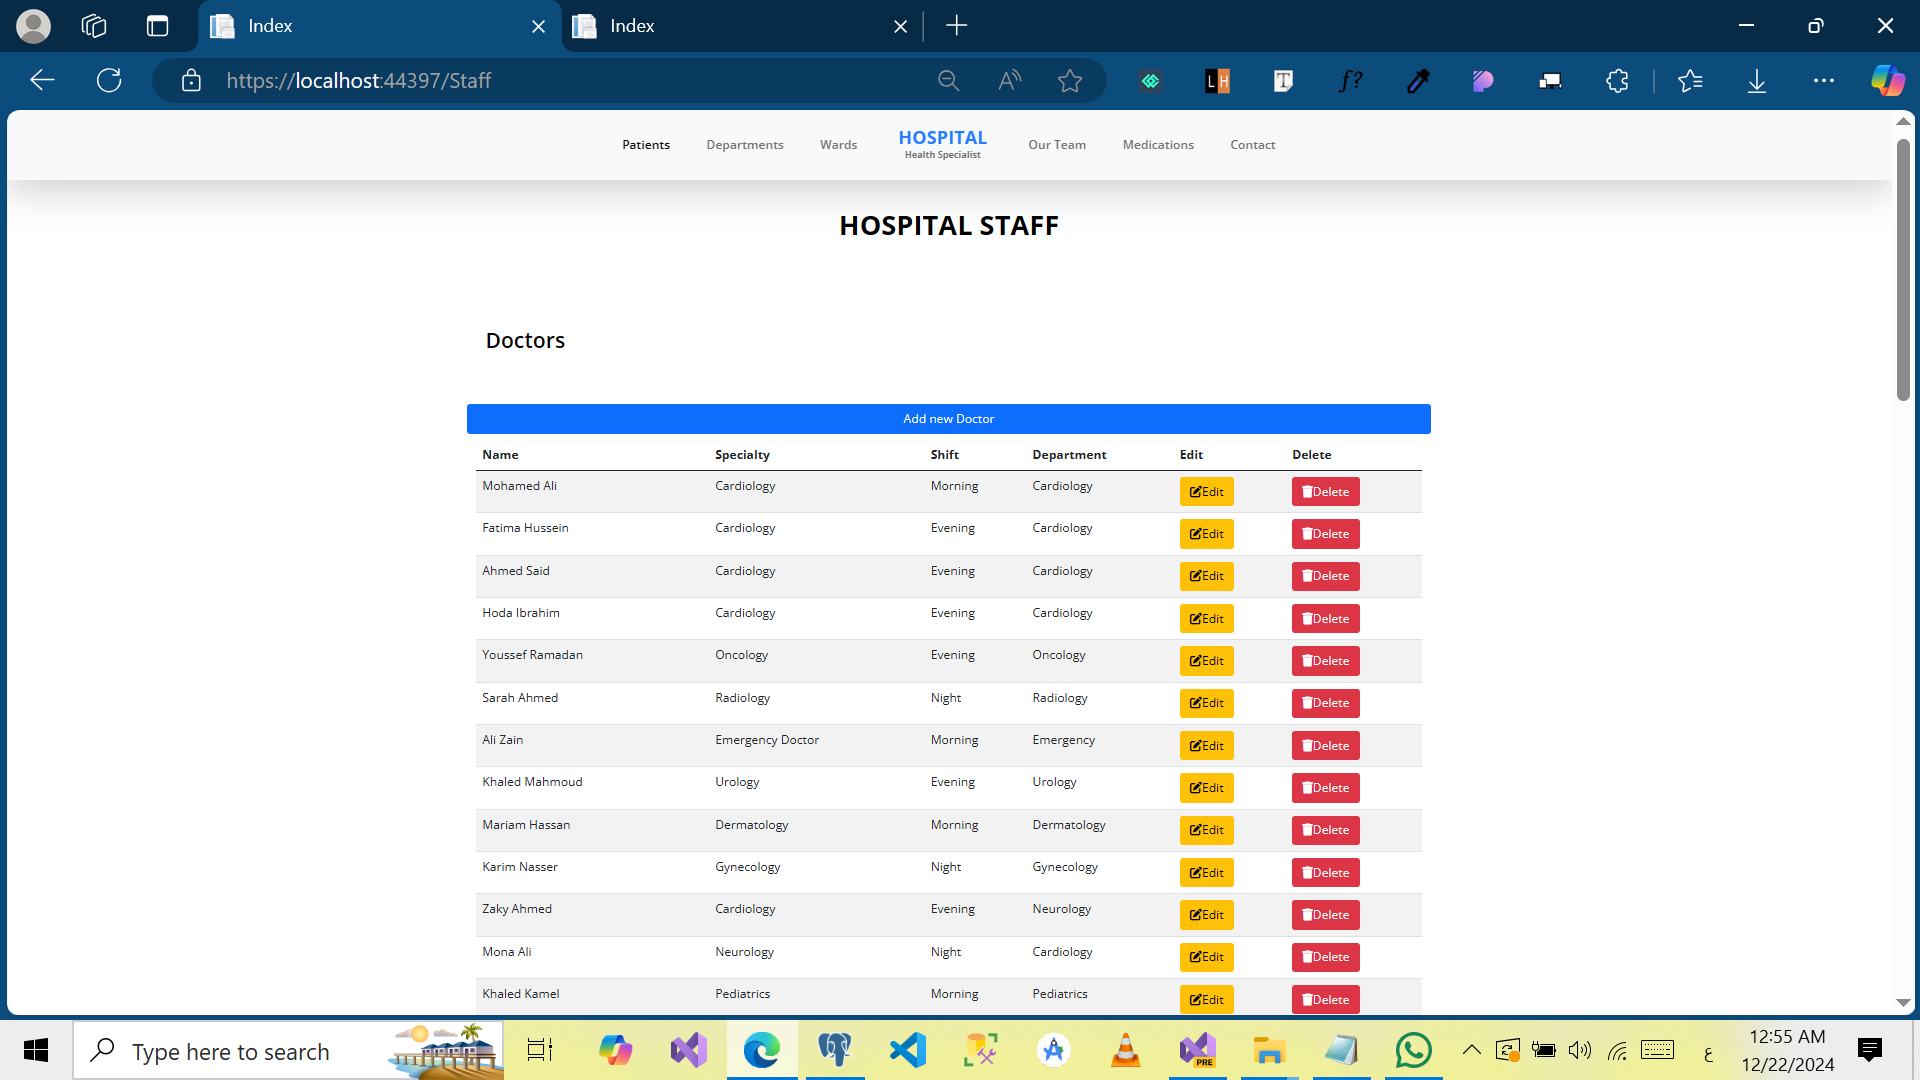 Index
Index
https://localhost:44397/Staff
Patients Departments Wards HOSPITAL Our Team Medications Contact
Health Specialist
HOSPITAL STAFF
Doctors
Add new Doctor
Name Specialty Shift Department Edit Delete
Mohamed Ali Cardiology Morning Cardiology Edit Delete
Fatima Hussein Cardiology Evening Cardiology Edit Delete
Ahmed Said Cardiology Evening Cardiology Edit Delete
Hoda Ibrahim Cardiology Evening Cardiology Edit Delete
Youssef Ramadan Oncology Evening Oncology Edit Delete
Sarah Ahmed Radiology Night Radiology Edit Delete
Ali Zain Emergency Doctor Morning Emergency Edit Delete
Khaled Mahmoud Urology Evening Urology Edit Delete
Mariam Hassan Dermatology Morning Dermatology Edit Delete
Karim Nasser Gynecology Night Gynecology Edit Delete
Zaky Ahmed Cardiology Evening Neurology Edit Delete
Mona Ali Neurology Night Cardiology Edit Delete
Khaled Kamel Pediatrics Morning Pediatrics Edit Delete
Type here to search
PRE
ع
12:55 AM
12/22/2024